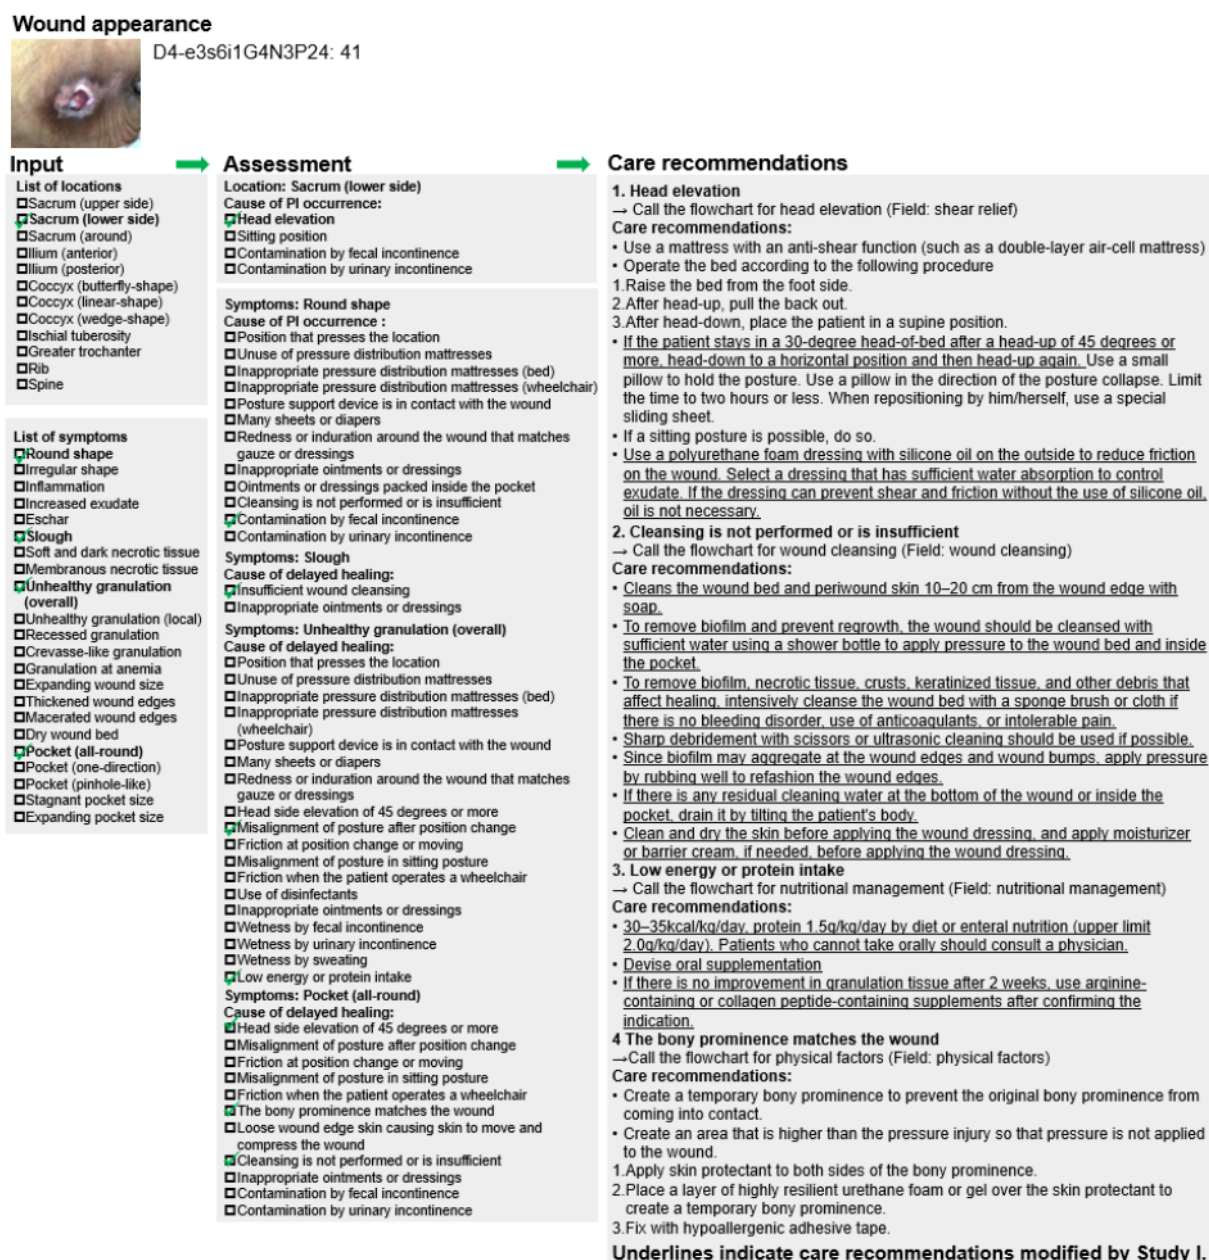 Wound appearance
D4-e3s6i1G4N3P24: 41
Input
List of locations
Sacrum (upper side)
Sacrum (lower side)
Sacrum (around)
Ilium (anterior)
Ilium (posterior)
Coccyx (butterfly-shape)
Coccyx (linear-shape)
Coccyx (wedge-shape)
Ischial tuberosity
Greater trochanter
Rib
Spine
List of symptoms
Round shape
Irregular shape
Inflammation
Increased exudate
Eschar
Slough
Soft and dark necrotic tissue
Membranous necrotic tissue
Unhealthy granulation
(overall)
Unhealthy granulation (local)
Recessed granulation
Crevasse-like granulation
Granulation at anemia
Expanding wound size
Thickened wound edges
Macerated wound edges
Dry wound bed
Pocket (all-round)
Pocket (one-direction)
Pocket (pinhole-like)
Stagnant pocket size
Expanding pocket size
Assessment
Location: Sacrum (lower side)
Cause of PI occurrence:
Head elevation
Sitting position
Contamination by fecal incontinence
Contamination by urinary incontinence
Symptoms: Round shape
Cause of PI occurrence :
Position that presses the location
Unuse of pressure distribution mattresses
Inappropriate pressure distribution mattresses (bed)
Inappropriate pressure distribution mattresses (wheelchair)
Posture support device is in contact with the wound
Many sheets or diapers
Redness or induration around the wound that matches
gauze or dressings
Inappropriate ointments or dressings
Ointments or dressings packed inside the pocket
Cleansing is not performed or is insufficient
Contamination by fecal incontinence
Contamination by urinary incontinence
Symptoms: Slough
Cause of delayed healing:
Insufficient wound cleansing
Inappropriate ointments or dressings
Symptoms: Unhealthy granulation (overall)
Cause of delayed healing:
Position that presses the location
Unuse of pressure distribution mattresses
Inappropriate pressure distribution mattresses (bed)
Inappropriate pressure distribution mattresses
(wheelchair)
Posture support device is in contact with the wound
Many sheets or diapers
Redness or induration around the wound that matches
gauze or dressings
Head side elevation of 45 degrees or more
Misalignment of posture after position change
Friction at position change or moving
Misalignment of posture in sitting posture
Friction when the patient operates a wheelchair
Use of disinfectants
Inappropriate ointments or dressings
Wetness by fecal incontinence
Wetness by urinary incontinence
Wetness by sweating
Low energy or protein intake
Symptoms: Pocket (all-round)
Cause of delayed healing:
Head side elevation of 45 degrees or more
Misalignment of posture after position change
Friction at position change or moving
Misalignment of posture in sitting posture
Friction when the patient operates a wheelchair
The bony prominence matches the wound
Loose wound edge skin causing skin to move and
compress the wound
Cleansing is not performed or is insufficient
Inappropriate ointments or dressings
Contamination by fecal incontinence
Contamination by urinary incontinence
Care recommendations
1. Head elevation
→ Call the flowchart for head elevation (Field: shear relief)
Care recommendations:
• Use a mattress with an anti-shear function (such as a double-layer air-cell mattress)
• Operate the bed according to the following procedure
1.Raise the bed from the foot side.
2.After head-up, pull the back out.
3.After head-down, place the patient in a supine position.
• If the patient stays in a 30-degree head-of-bed after a head-up of 45 degrees or
more, head-down to a horizontal position and then head-up again. Use a small
pillow to hold the posture. Use a pillow in the direction of the posture collapse. Limit
the time to two hours or less. When repositioning by him/herself, use a special
sliding sheet.
• If a sitting posture is possible, do so.
• Use a polyurethane foam dressing with silicone oil on the outside to reduce friction
on the wound. Select a dressing that has sufficient water absorption to control
exudate. If the dressing can prevent shear and friction without the use of silicone oil,
oil is not necessary.
2. Cleansing is not performed or is insufficient
→ Call the flowchart for wound cleansing (Field: wound cleansing)
Care recommendations:
• Cleans the wound bed and periwound skin 10–20 cm from the wound edge with
soap.
• To remove biofilm and prevent regrowth, the wound should be cleansed with
sufficient water using a shower bottle to apply pressure to the wound bed and inside
the pocket.
• To remove biofilm, necrotic tissue, crusts, keratinized tissue, and other debris that
affect healing, intensively cleanse the wound bed with a sponge brush or cloth if
there is no bleeding disorder, use of anticoagulants, or intolerable pain.
• Sharp debridement with scissors or ultrasonic cleaning should be used if possible.
• Since biofilm may aggregate at the wound edges and wound bumps, apply pressure
by rubbing well to refashion the wound edges.
• If there is any residual cleaning water at the bottom of the wound or inside the
pocket, drain it by tilting the patient's body.
• Clean and dry the skin before applying the wound dressing, and apply moisturizer
or barrier cream, if needed, before applying the wound dressing.
3. Low energy or protein intake
→ Call the flowchart for nutritional management (Field: nutritional management)
Care recommendations:
• 30–35kcal/kg/day, protein 1.5g/kg/day by diet or enteral nutrition (upper limit
2.0g/kg/day). Patients who cannot take orally should consult a physician.
• Devise oral supplementation
• If there is no improvement in granulation tissue after 2 weeks, use arginine-
containing or collagen peptide-containing supplements after confirming the
indication.
4 The bony prominence matches the wound
→Call the flowchart for physical factors (Field: physical factors)
Care recommendations:
• Create a temporary bony prominence to prevent the original bony prominence from
coming into contact.
• Create an area that is higher than the pressure injury so that pressure is not applied
to the wound.
1.Apply skin protectant to both sides of the bony prominence.
2.Place a layer of highly resilient urethane foam or gel over the skin protectant to
create a temporary bony prominence.
3.Fix with hypoallergenic adhesive tape.
Underlines indicate care recommendations modified by Study I.